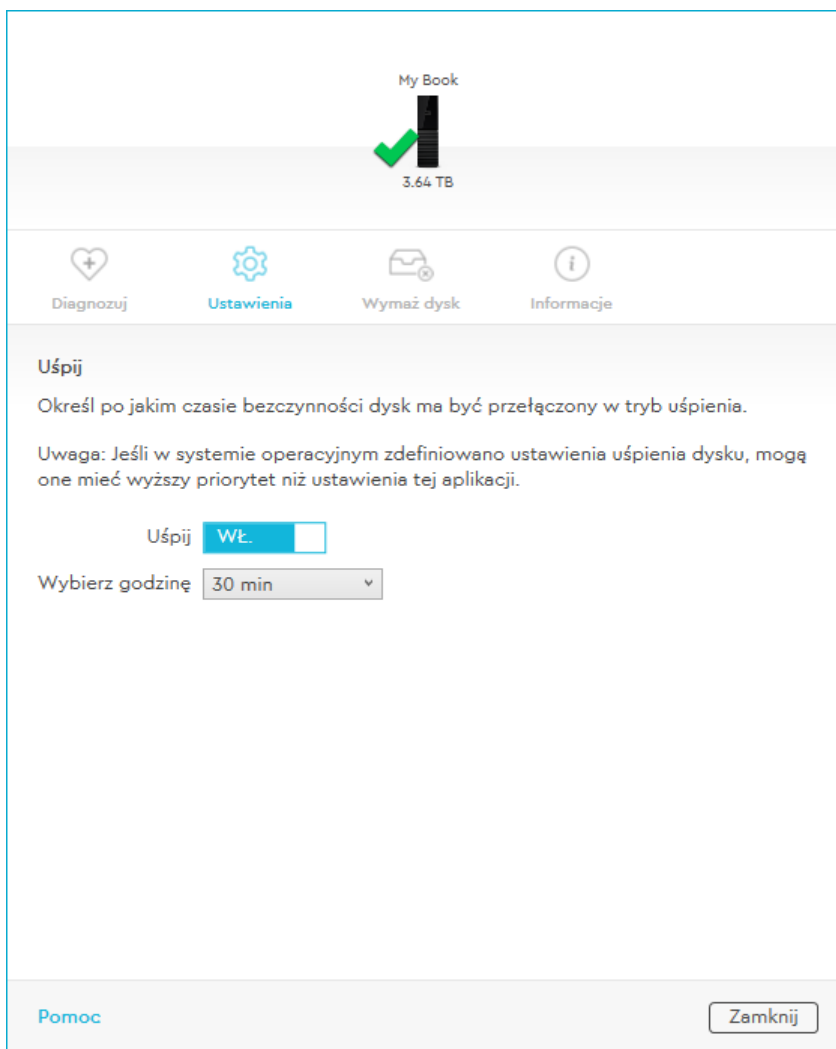 My Book
3.64 TB
Diagnozuj
Ustawienia
Wymaż dysk
Informacje
Uśpij
Określ po jakim czasie bezczynności dysk ma być przełączony w tryb uśpienia.
Uwaga: Jeśli w systemie operacyjnym zdefiniowano ustawienia uśpienia dysku, mogą
one mieć wyższy priorytet niż ustawienia tej aplikacji.
Uśpij WŁ.
Wybierz godzinę 30 min
Pomoc
Zamknij